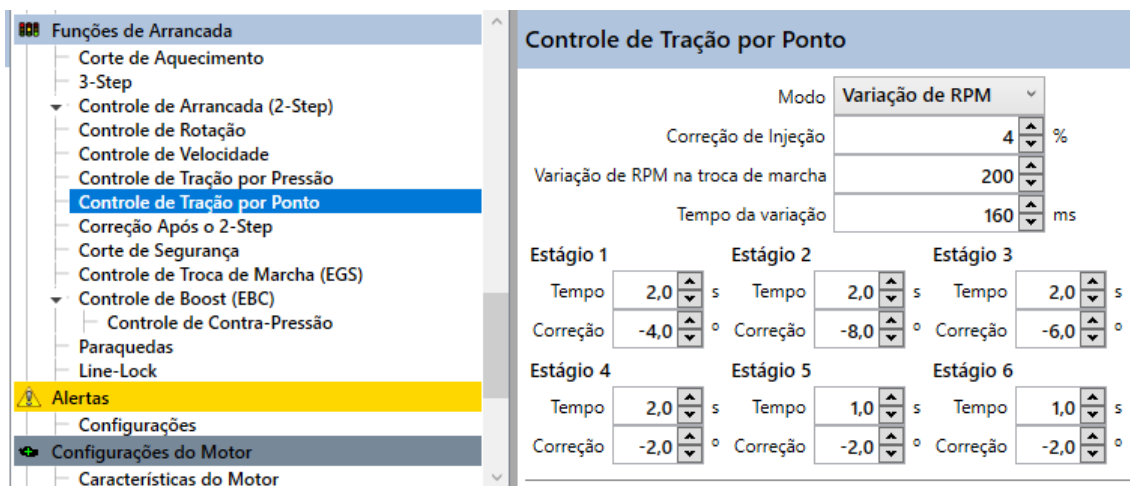 Funções de Arrancada
Corte de Aquecimento
3-Step
Controle de Arrancada (2-Step)
Controle de Rotação
Controle de Velocidade
Controle de Tração por Pressão
Controle de Tração por Ponto
Correção Após o 2-Step
Corte de Segurança
Controle de Troca de Marcha (EGS)
Controle de Boost (EBC)
Controle de Contra-Pressão
Paraquedas
Line-Lock
Alertas
Configurações
Configurações do Motor
Características do Motor
Controle de Tração por Ponto
Modo Variação de RPM
Correção de Injeção 4 %
Variação de RPM na troca de marcha 200
Tempo da variação 160 ms
Estágio 1 Estágio 2 Estágio 3
Tempo 2,0 s Tempo 2,0 s Tempo 2,0 s
Correção -4,0 º Correção -8,0 º Correção -6,0 º
Estágio 4 Estágio 5 Estágio 6
Tempo 2,0 s Tempo 1,0 s Tempo 1,0 s
Correção -2,0 º Correção -2,0 º Correção -2,0 º